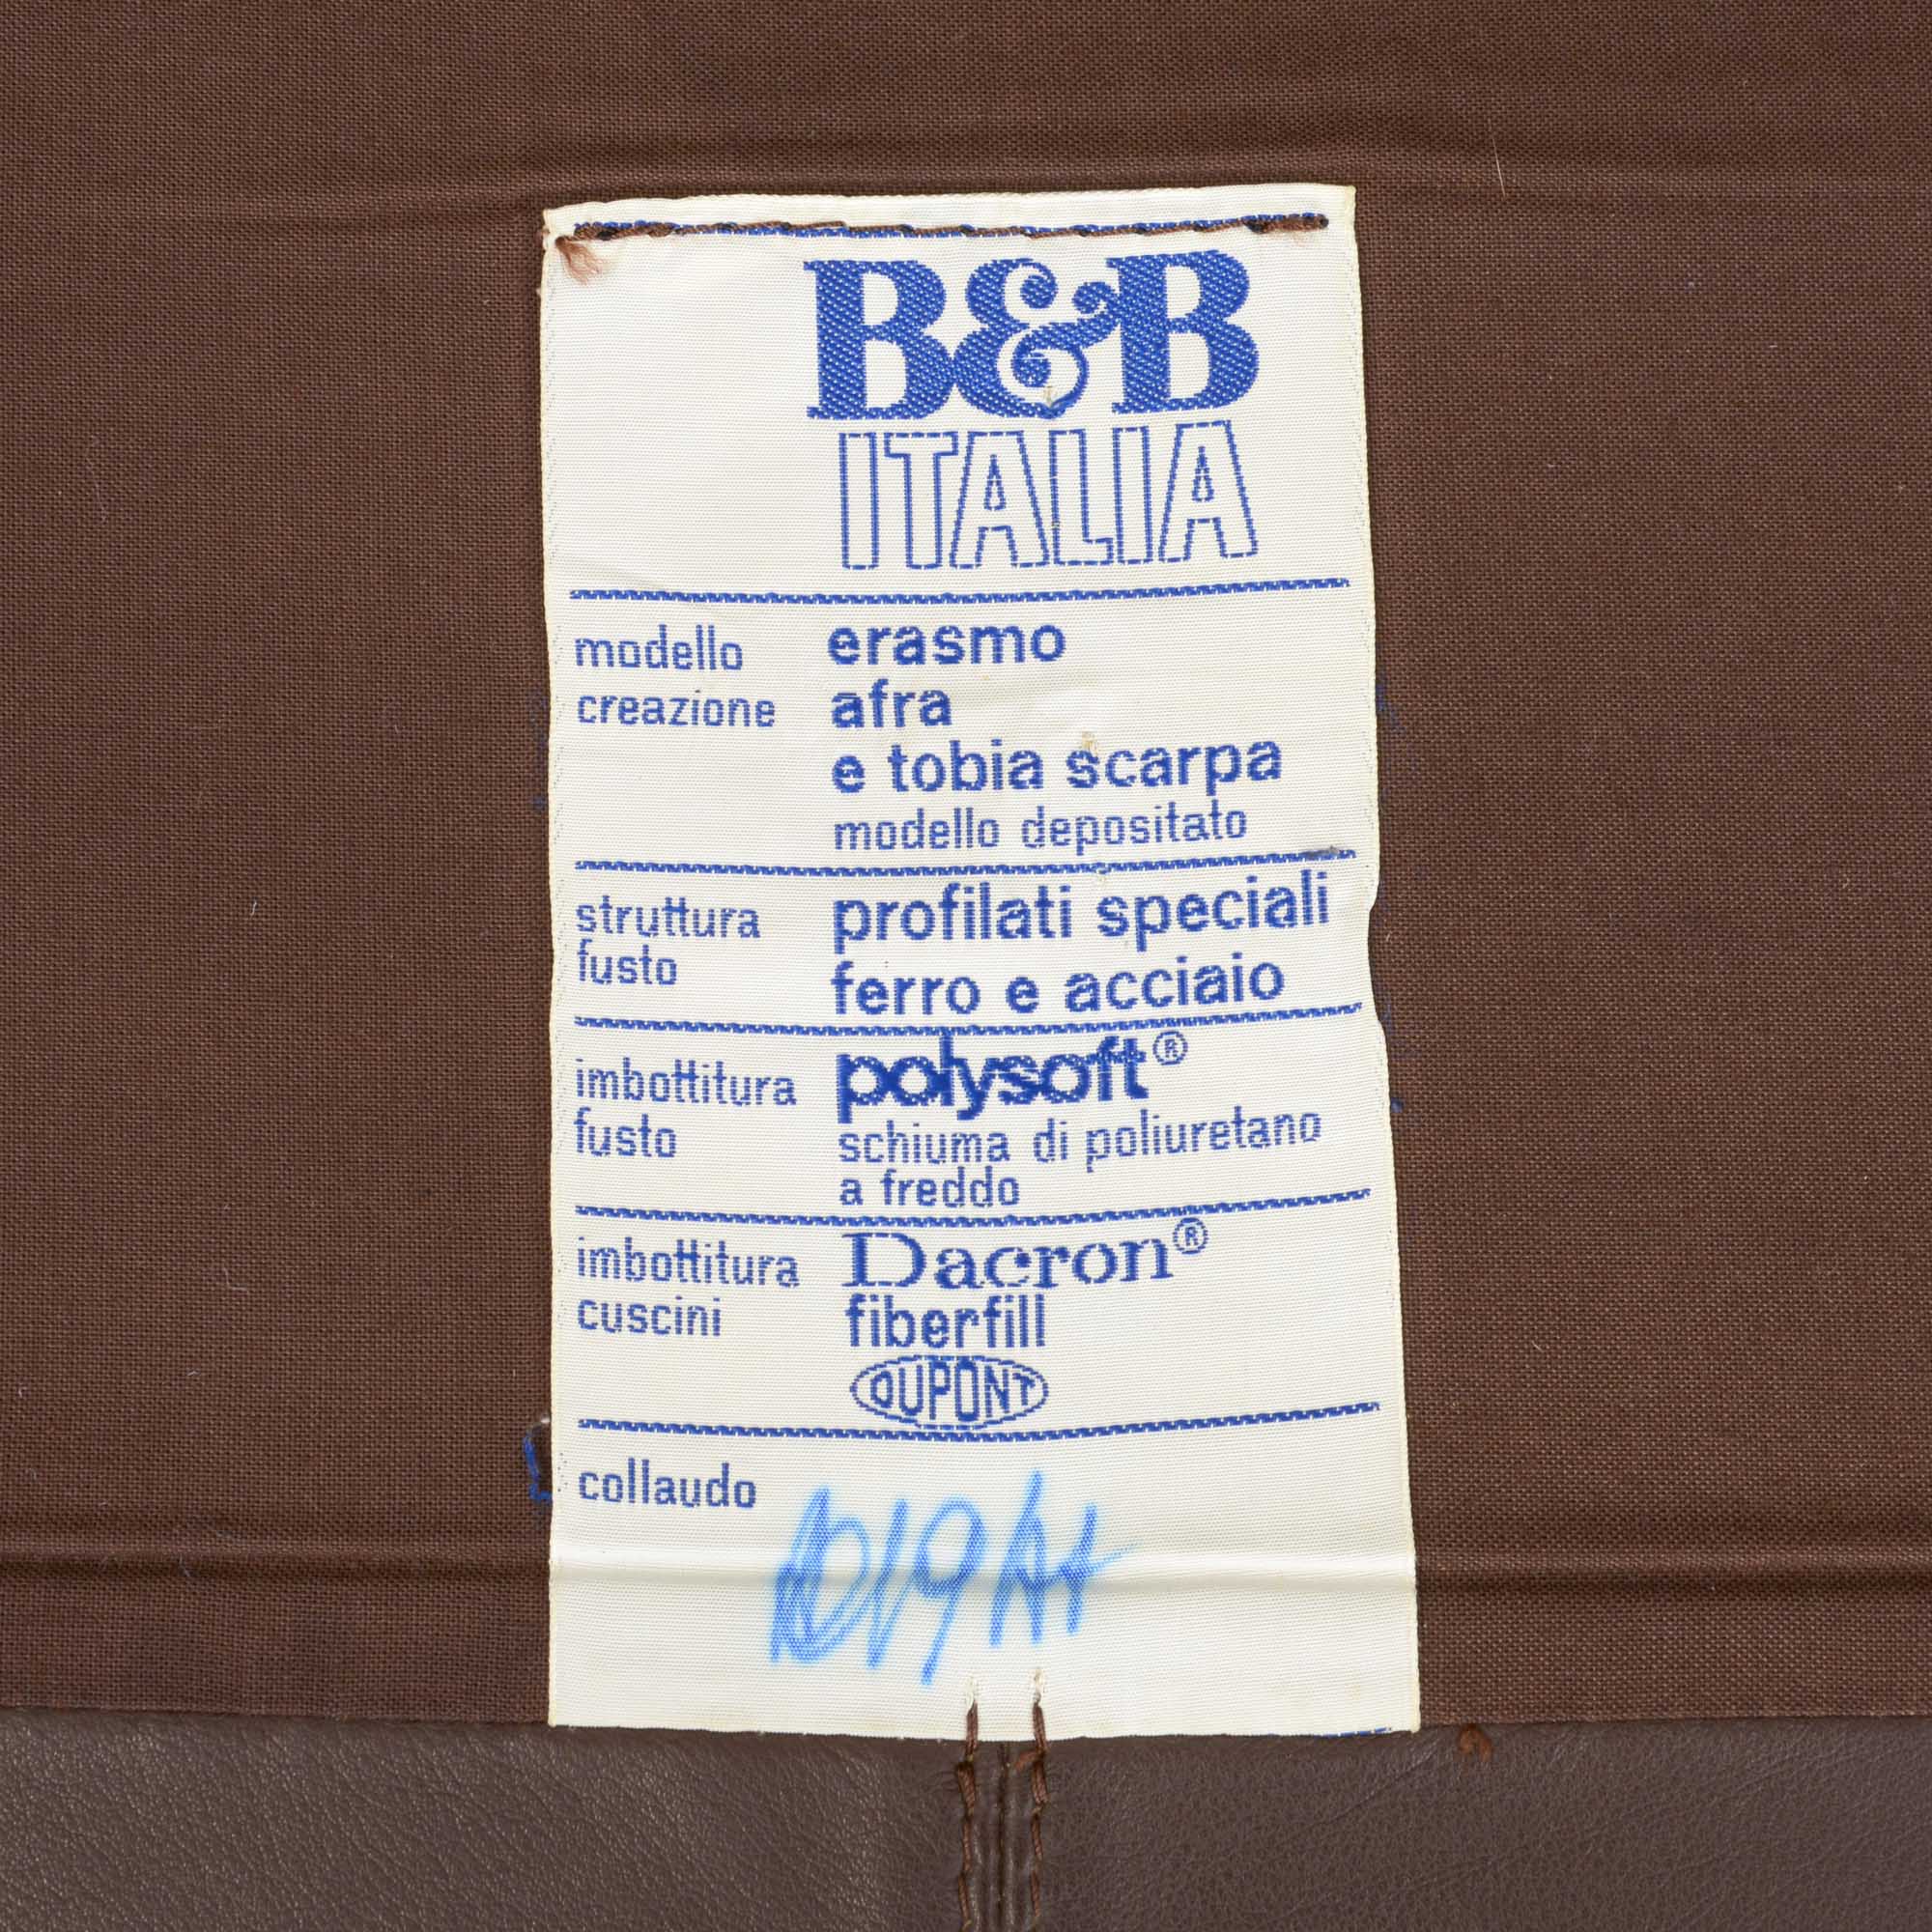 B&B
ITALIA
modello erasmo
creazione afra
e tobia scarpa
modello depositato
struttura profilati speciali
fusto ferro e acciaio
imbottitura polysoft®
fusto schiuma di poliuretano
a freddo
imbottitura Dacron®
cuscini fiberfill
DUPONT
collaudo